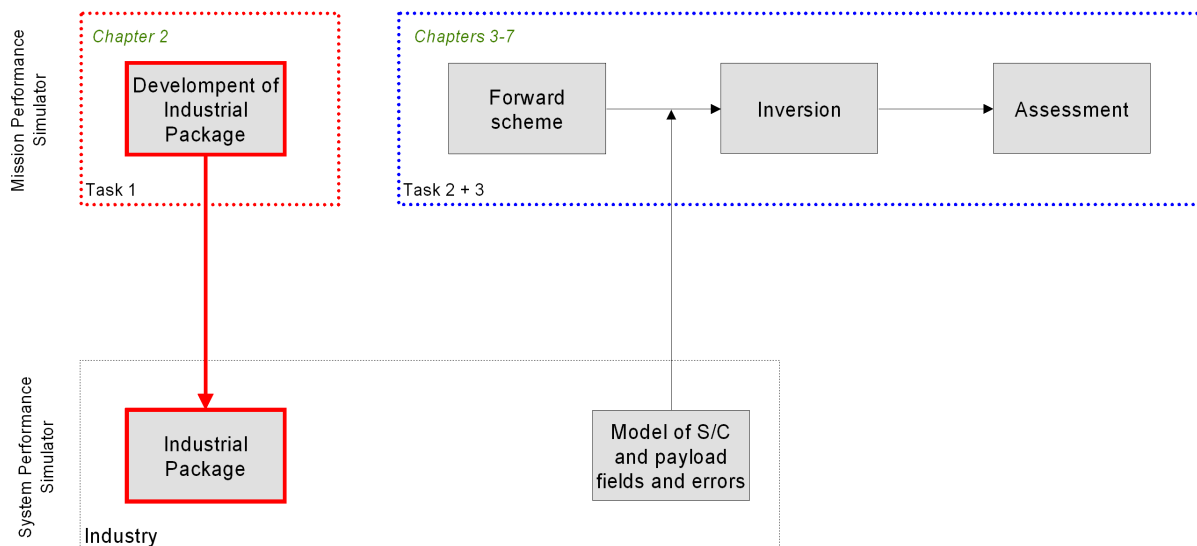 Mission Performance
Simulator
Chapter 2
Develompent of
Industrial
Package
Task 1
Chapters 3-7
Forward
scheme
Inversion
Assessment
Task 2 + 3
System Performance
Simulator
Industrial
Package
Model of S/C
and payload
fields and errors
Industry